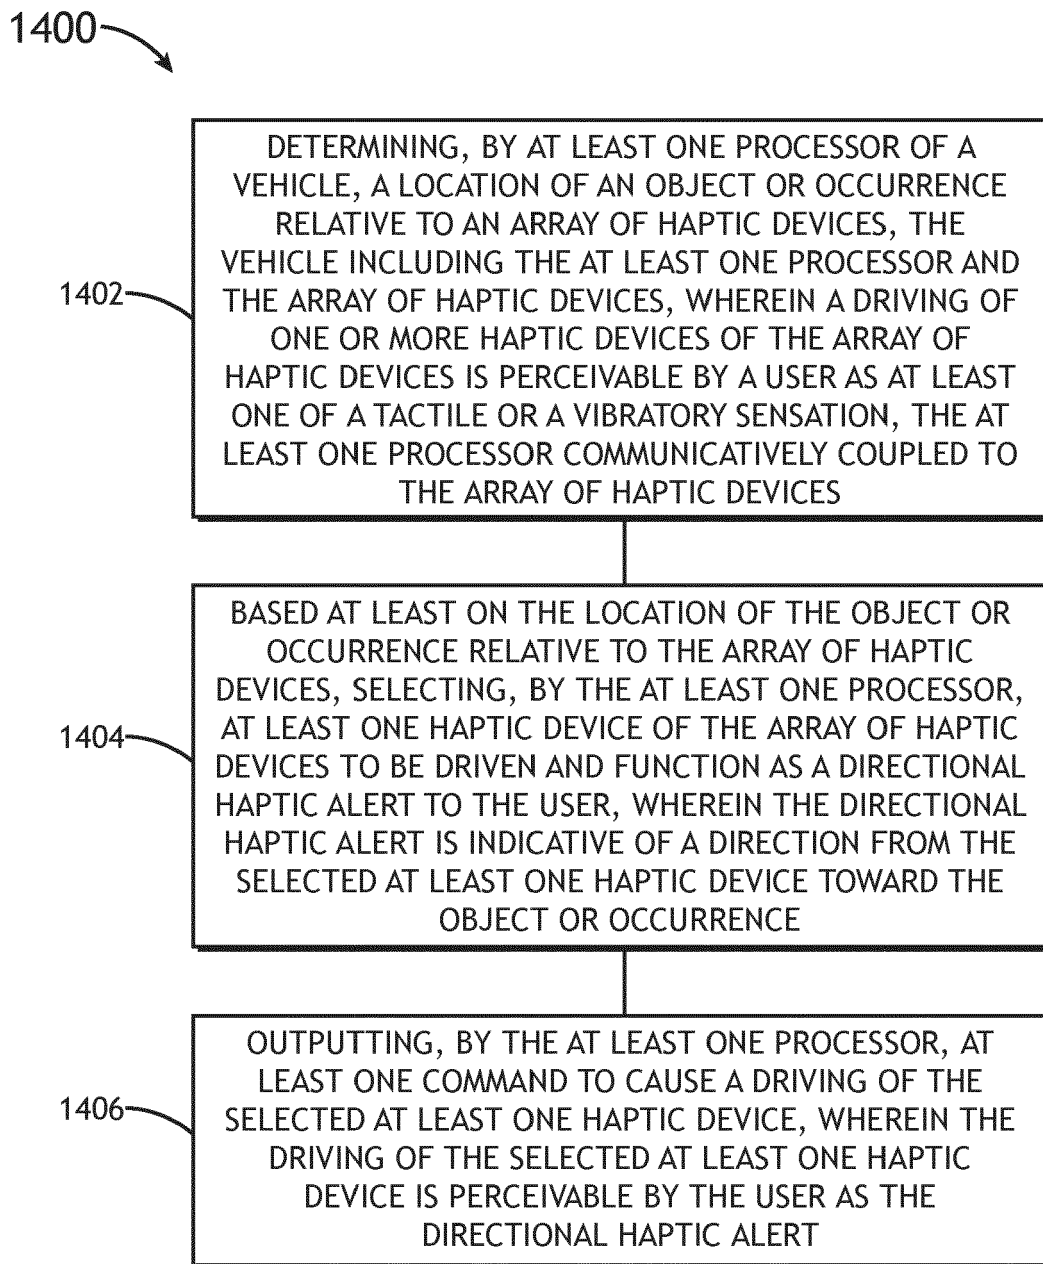 1400
DETERMINING, BY AT LEAST ONE PROCESSOR OF A
VEHICLE, A LOCATION OF AN OBJECT OR OCCURRENCE
RELATIVE TO AN ARRAY OF HAPTIC DEVICES, THE
VEHICLE INCLUDING THE AT LEAST ONE PROCESSOR AND
1402
THE ARRAY OF HAPTIC DEVICES, WHEREIN A DRIVING OF
ONE OR MORE HAPTIC DEVICES OF THE ARRAY OF
HAPTIC DEVICES IS PERCEIVABLE BY A USER AS AT LEAST
ONE OF A TACTILE OR A VIBRATORY SENSATION, THE AT
LEAST ONE PROCESSOR COMMUNICATIVELY COUPLED TO
THE ARRAY OF HAPTIC DEVICES
BASED AT LEAST ON THE LOCATION OF THE OBJECT OR
OCCURRENCE RELATIVE TO THE ARRAY OF HAPTIC
DEVICES, SELECTING, BY THE AT LEAST ONE PROCESSOR,
1404
AT LEAST ONE HAPTIC DEVICE OF THE ARRAY OF HAPTIC
DEVICES TO BE DRIVEN AND FUNCTION AS A DIRECTIONAL
HAPTIC ALERT TO THE USER, WHEREIN THE DIRECTIONAL
HAPTIC ALERT IS INDICATIVE OF A DIRECTION FROM THE
SELECTED AT LEAST ONE HAPTIC DEVICE TOWARD THE
OBJECT OR OCCURRENCE
OUTPUTTING, BY THE AT LEAST ONE PROCESSOR, AT
LEAST ONE COMMAND TO CAUSE A DRIVING OF THE
1406
SELECTED AT LEAST ONE HAPTIC DEVICE, WHEREIN THE
DRIVING OF THE SELECTED AT LEAST ONE HAPTIC
DEVICE IS PERCEIVABLE BY THE USER AS THE
DIRECTIONAL HAPTIC ALERT